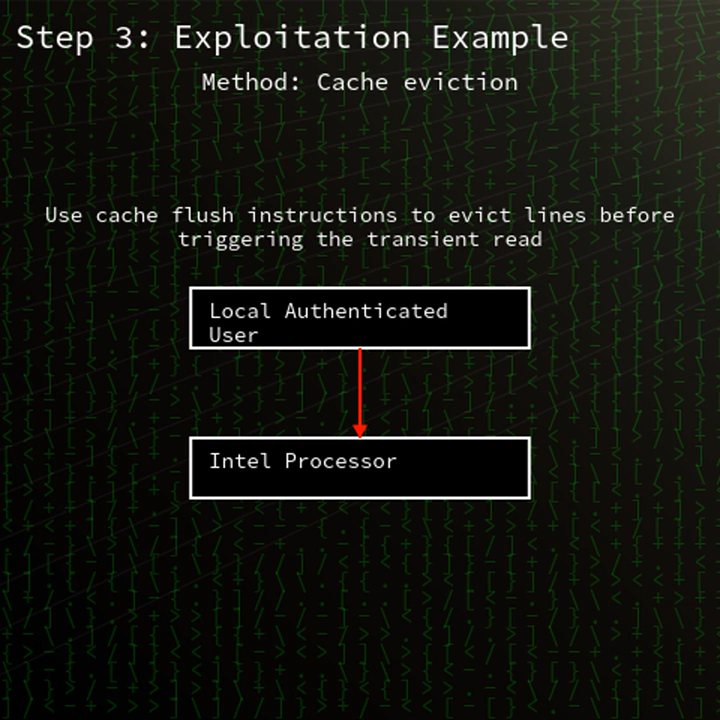 Step 3: Exploitation Example
Method: Cache eviction
Use cache flush instructions to evict lines before
triggering the transient read
Local Authenticated
User
Intel Processor